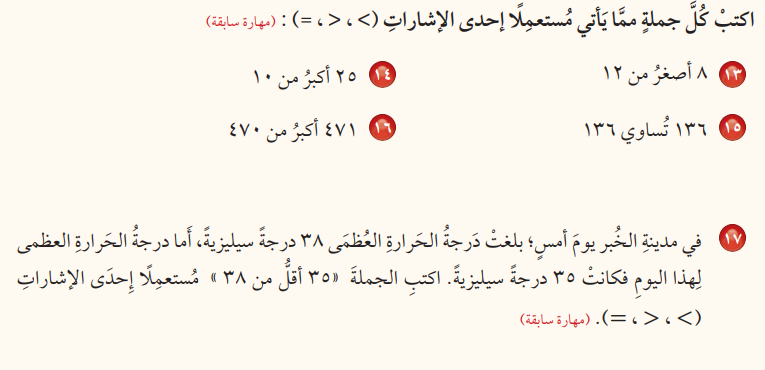 اكتبْ كُلَّ جملةٍ ممَّا يَأتي مُستعمِلًا إحدى الإشاراتِ (> ، < ، =) : (مهارة سابقة)
١٣ ٨ أصغرُ من ١٢ ١٤ ٢٥ أكبرُ من ١٠
١٥ ١٣٦ تُساوي ١٣٦ ١٦ ٤٧١ أكبرُ من ٤٧٠
١٧ في مدينةِ الخُبر يومَ أمسٍ؛ بلغتْ دَرجةُ الحَرارةِ العُظمَى ٣٨ درجةً سيليزيةً، أَما درجةُ الحَرارةِ العظمى
لِهذا اليومِ فكانتْ ٣٥ درجةً سيليزيةً. اكتبِ الجملةَ «٣٥ أقلُّ من ٣٨ » مُستعمِلًا إِحدَى الإشاراتِ
(> ، < ، =). (مهارة سابقة)